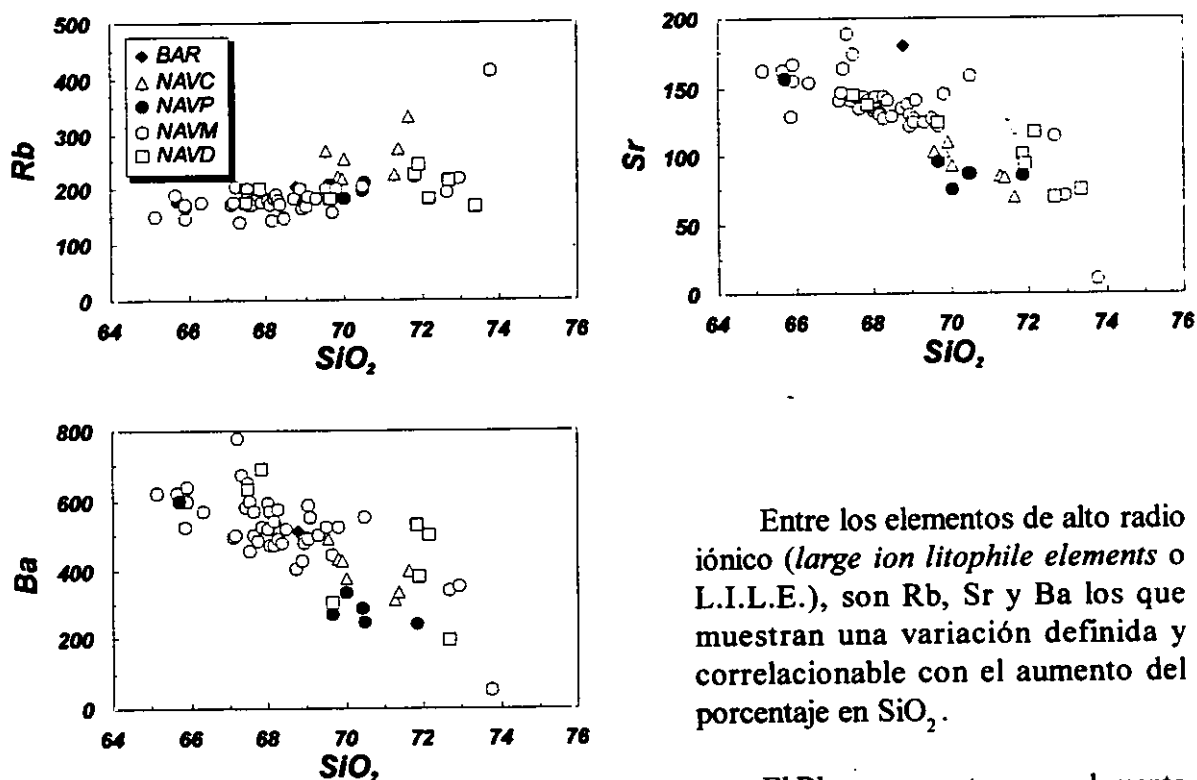 500
400
300
200
100
0
Rb
BAR
NAVC
NAVP
NAVM
NAVD
64 66 68 70 72 74 76
SiO₂
200
150
100
50
0
Sr
64 66 68 70 72 74 76
SiO₂
800
600
400
200
0
Ba
64 66 68 70 72 74 76
SiO₂
Entre los elementos de alto radio
iónico (large ion litophile elements o
L.I.L.E.), son Rb, Sr y Ba los que
muestran una variación definida y
correlacionable con el aumento del
porcentaje en SiO₂.